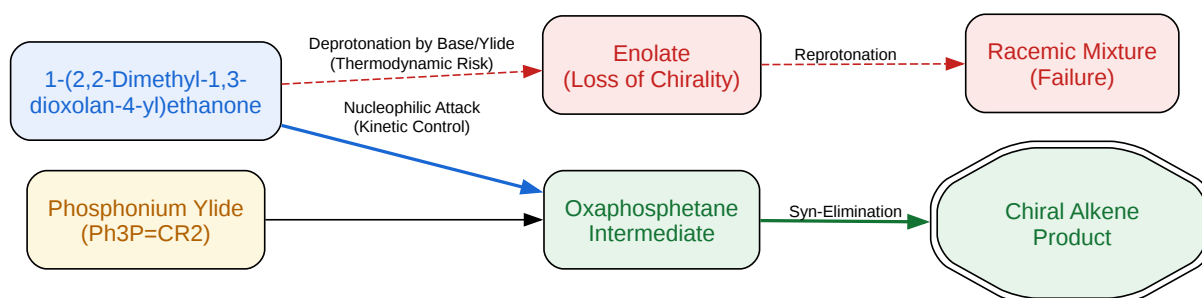 1-(2,2-Dimethyl-1,3-
dioxolan-4-yl)ethanone
Deprotonation by Base/Ylide
(Thermodynamic Risk)
Enolate
(Loss of Chirality)
Reprotonation
Racemic Mixture
(Failure)
Nucleophilic Attack
(Kinetic Control)
Phosphonium Ylide
(Ph3P=CR2)
Oxaphosphetane
Intermediate
Syn-Elimination
Chiral Alkene
Product